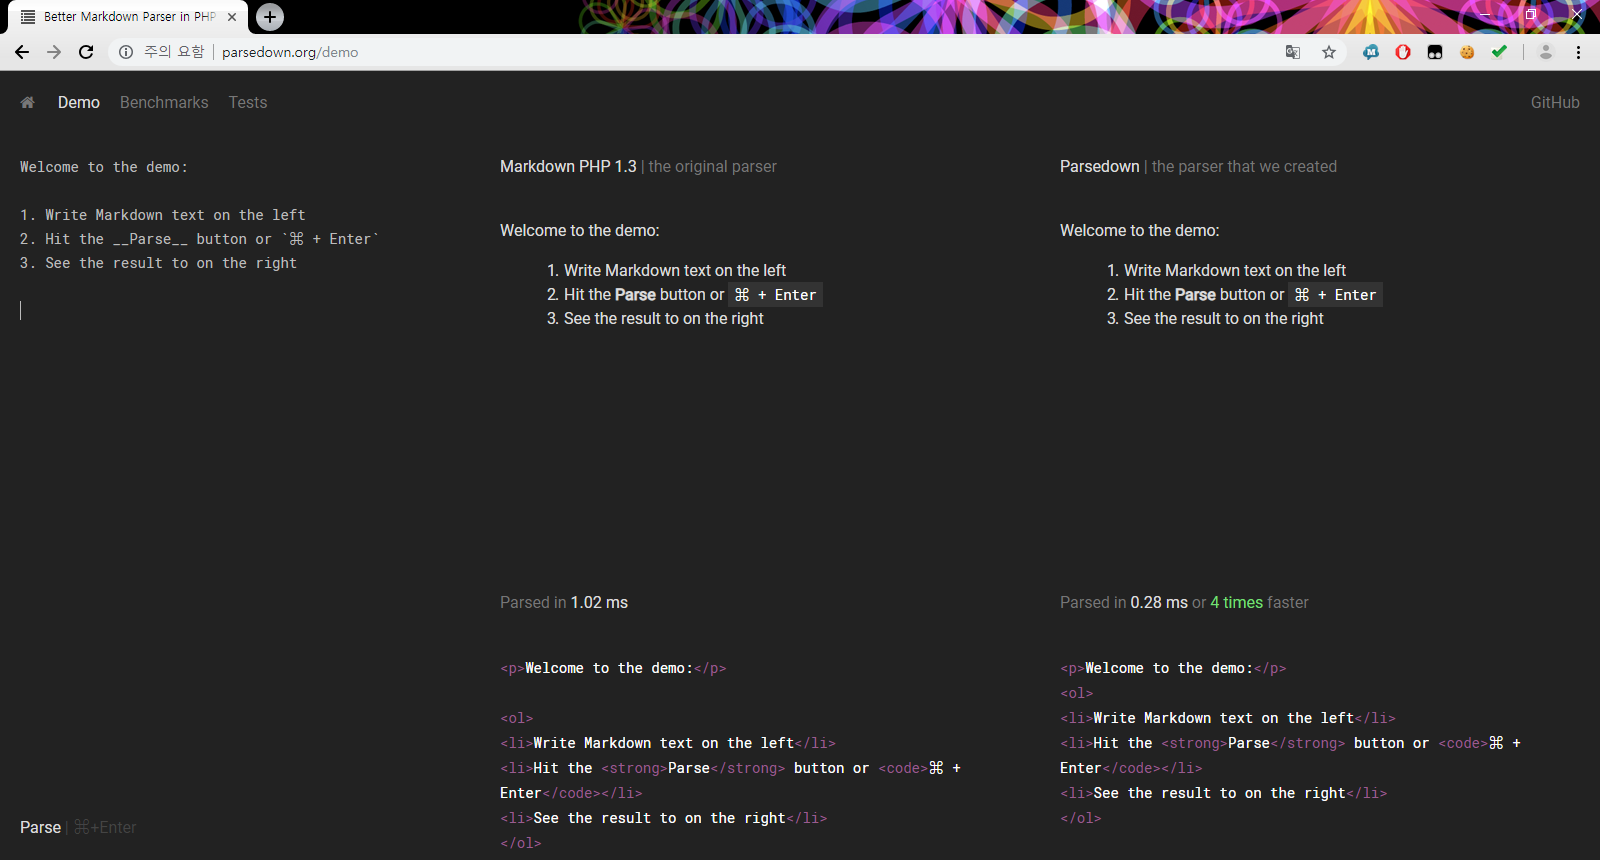 Better Markdown Parser in PHP
주의 요함 | parsedown.org/demo
Demo Benchmarks Tests GitHub
Welcome to the demo:
1. Write Markdown text on the left
2. Hit the __Parse__ button or `⌘ + Enter`
3. See the result to on the right
Parse | ⌘+Enter
Markdown PHP 1.3 | the original parser
Welcome to the demo:
1. Write Markdown text on the left
2. Hit the Parse button or ⌘ + Enter
3. See the result to on the right
Parsed in 1.02 ms
<p>Welcome to the demo:</p>
<ol>
<li>Write Markdown text on the left</li>
<li>Hit the <strong>Parse</strong> button or <code>⌘ +
Enter</code></li>
<li>See the result to on the right</li>
</ol>
Parsedown | the parser that we created
Welcome to the demo:
1. Write Markdown text on the left
2. Hit the Parse button or ⌘ + Enter
3. See the result to on the right
Parsed in 0.28 ms or 4 times faster
<p>Welcome to the demo:</p>
<ol>
<li>Write Markdown text on the left</li>
<li>Hit the <strong>Parse</strong> button or <code>⌘ +
Enter</code></li>
<li>See the result to on the right</li>
</ol>